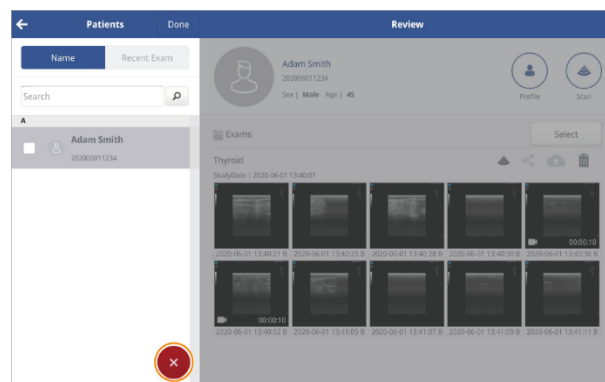 Patients
Done
Review
Name
Recent Exam
Search
A
Adam Smith
202006011234
Adam Smith
202006011234
Sex | Male Age | 45
Profile
Scan
Exams
Select
Thyroid
StudyDate | 2020-06-01 13:40:01
00:00:10
2020-06-01 13:40:21 B 2020-06-01 13:40:25 B 2020-06-01 13:40:28 B 2020-06-01 13:40:30 B 2020-06-01 13:40:36 B
00:00:10
2020-06-01 13:40:52 B 2020-06-01 13:41:05 B 2020-06-01 13:41:07 B 2020-06-01 13:41:09 B 2020-06-01 13:41:11 B